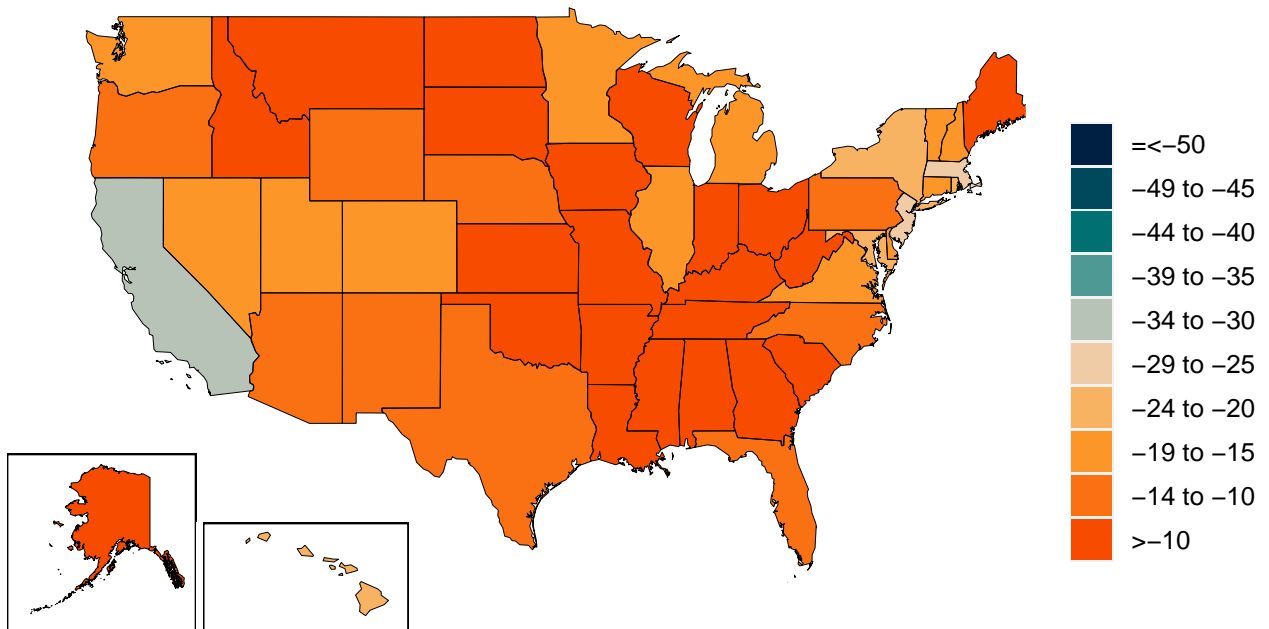 =<−50
−49 to −45
−44 to −40
−39 to −35
−34 to −30
−29 to −25
−24 to −20
−19 to −15
−14 to −10
>−10